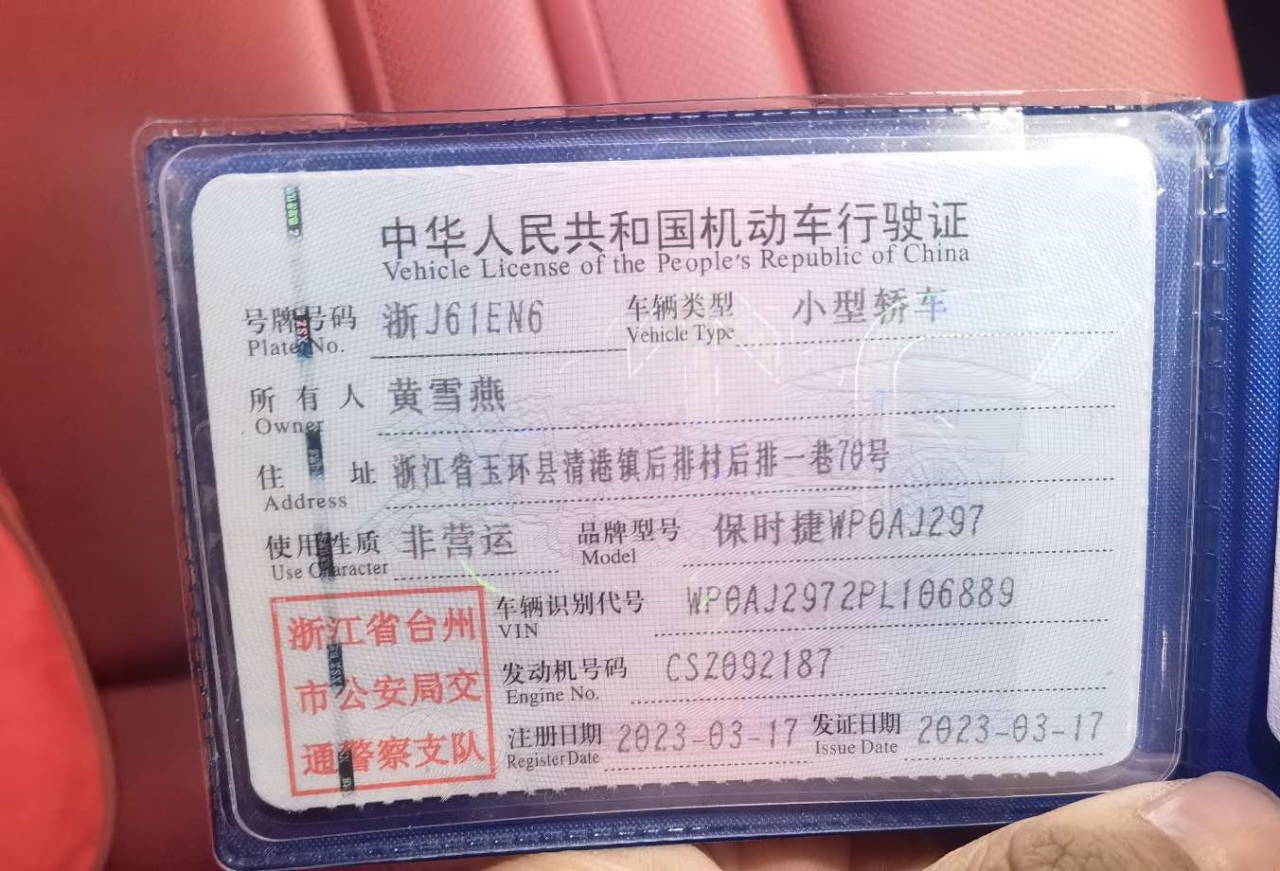 中华人民共和国机动车行驶证
Vehicle License of the People's Republic of China
号牌号码 浙J61EN6 车辆类型 小型轿车
Plate No. Vehicle Type
所有人 黄雪燕
Owner
住址 浙江省玉环县清港镇后排村后排一巷70号
Address
使用性质 非营运 品牌型号 保时捷WP0AJ297
Use Character Model
浙江省台州
市公安局交
通警察支队
车辆识别代号 WP0AJ2972PL106889
VIN
发动机号码 CSZ092187
Engine No.
注册日期 2023-03-17 发证日期 2023-03-17
Register Date Issue Date